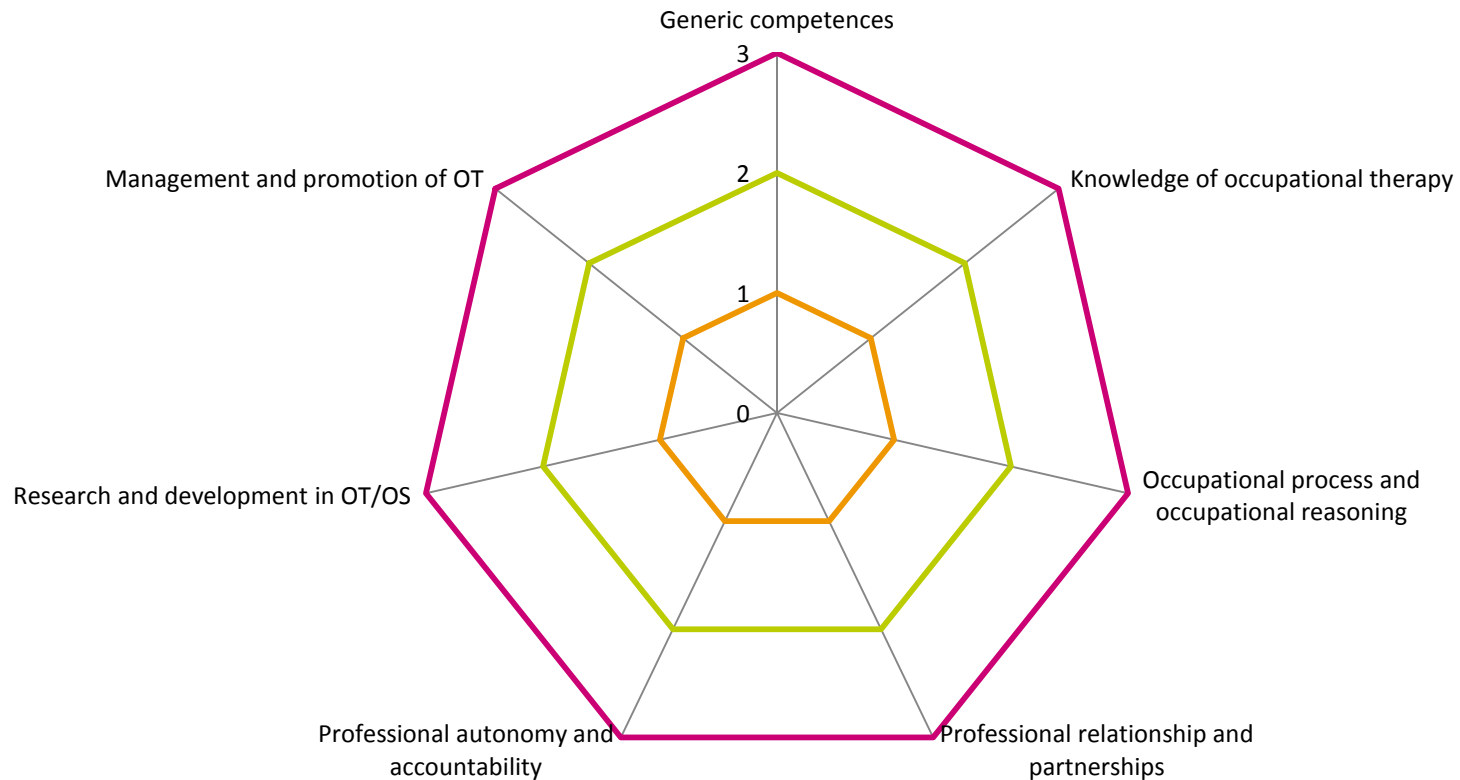 Generic competences
3
Management and promotion of OT
2
Knowledge of occupational therapy
1
0
Research and development in OT/OS
Occupational process and
occupational reasoning
Professional autonomy and
accountability
Professional relationship and
partnerships